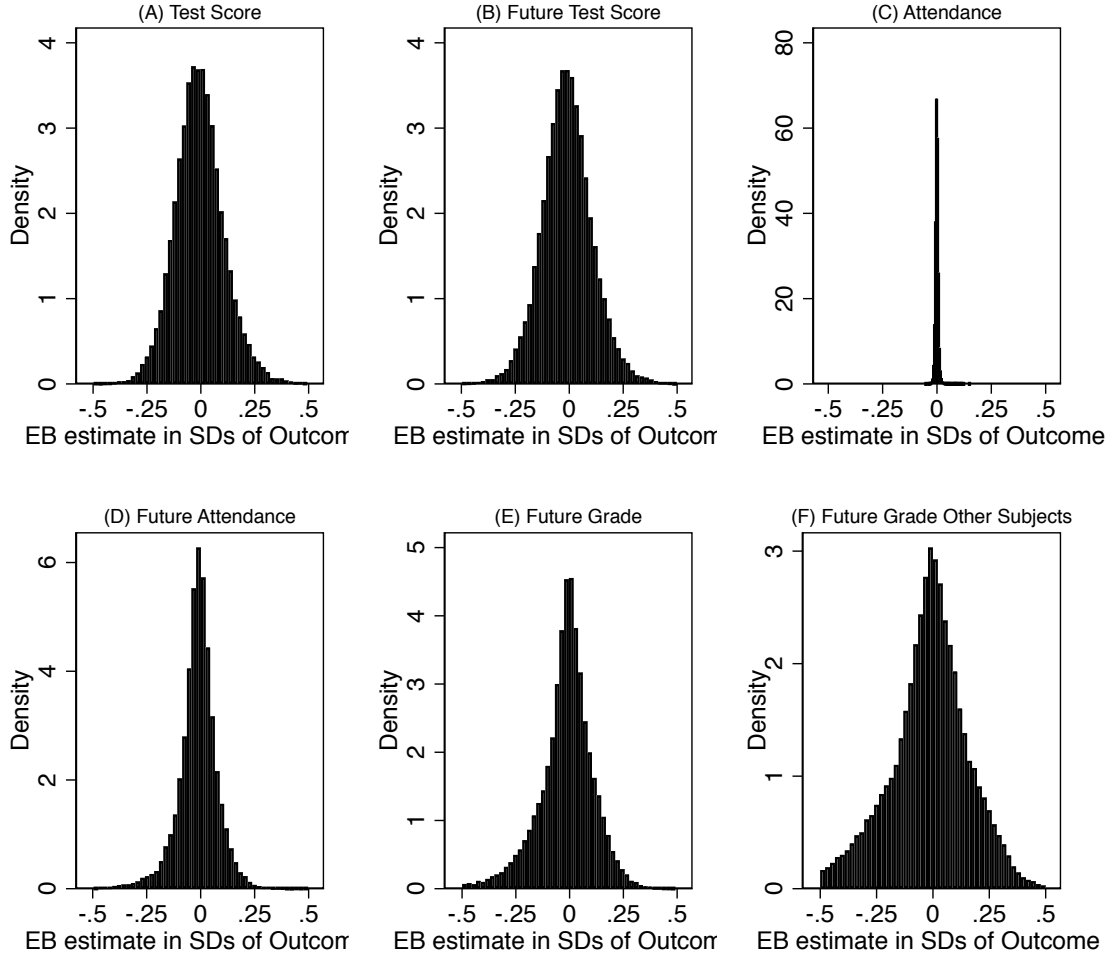 (A) Test Score
(B) Future Test Score
(C) Attendance
Density
4
3
2
1
0
-.5 -.25 0 .25 .5
EB estimate in SDs of Outcom
Density
4
3
2
1
0
-.5 -.25 0 .25 .5
EB estimate in SDs of Outcom
Density
80
60
40
20
0
-.5 -.25 0 .25 .5
EB estimate in SDs of Outcome
(D) Future Attendance
(E) Future Grade
(F) Future Grade Other Subjects
Density
6
4
2
0
-.5 -.25 0 .25 .5
EB estimate in SDs of Outcom
Density
5
4
3
2
1
0
-.5 -.25 0 .25 .5
EB estimate in SDs of Outcom
Density
3
2
1
0
-.5 -.25 0 .25 .5
EB estimate in SDs of Outcome